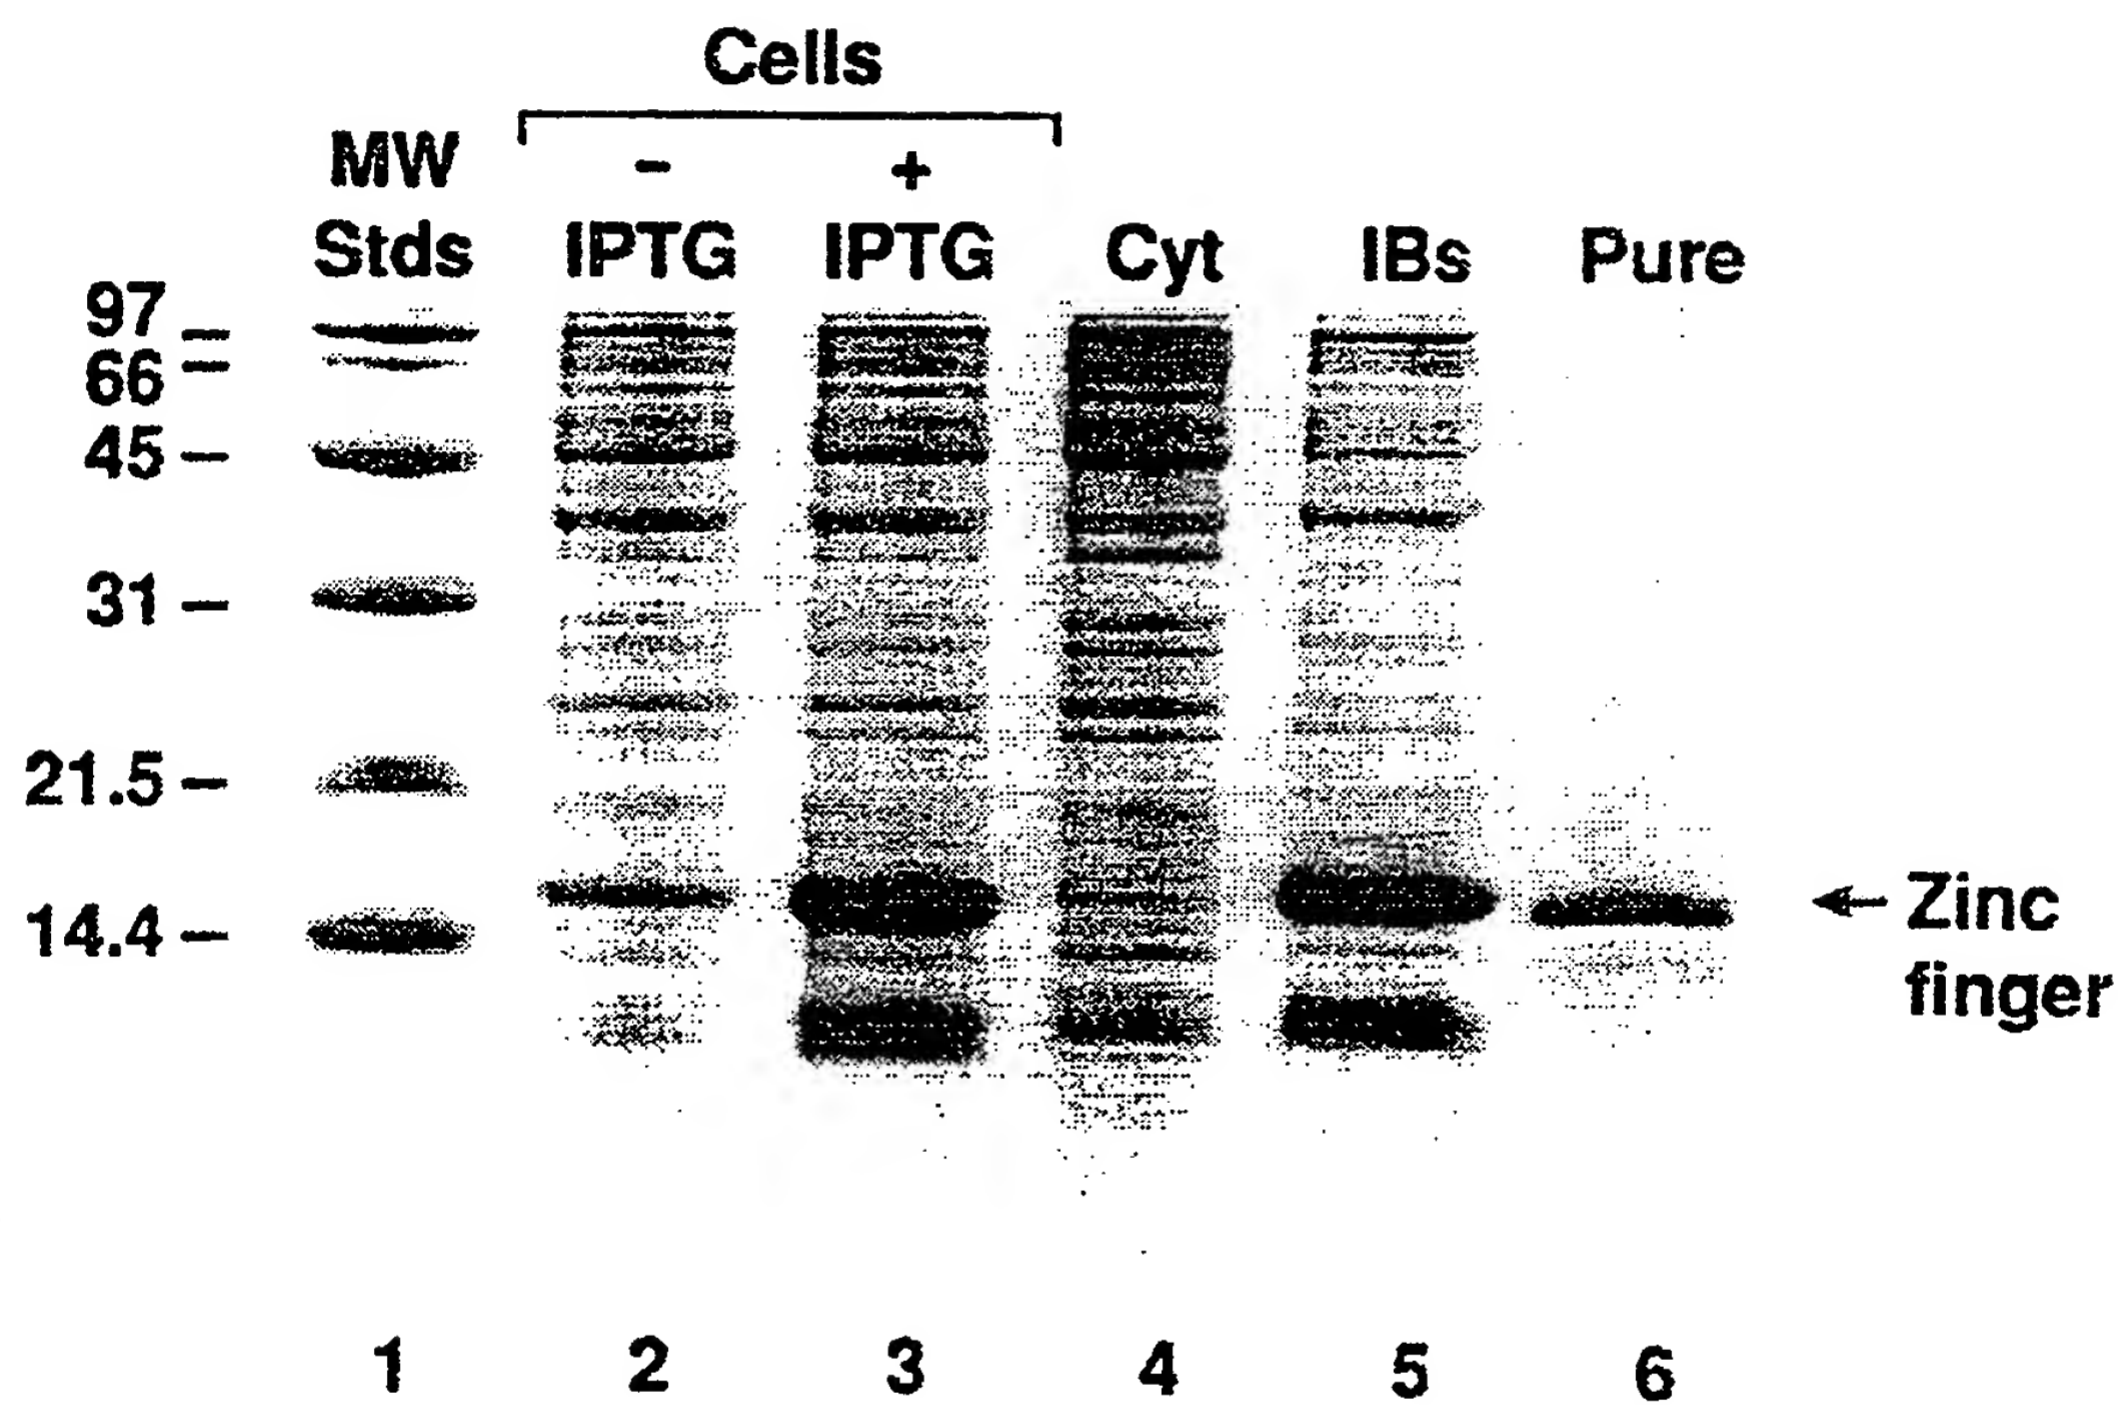 Cells
MW - +
Stds IPTG IPTG Cyt IBs Pure
97
66
45
31
21.5
14.4
Zinc
finger
1 2 3 4 5 6